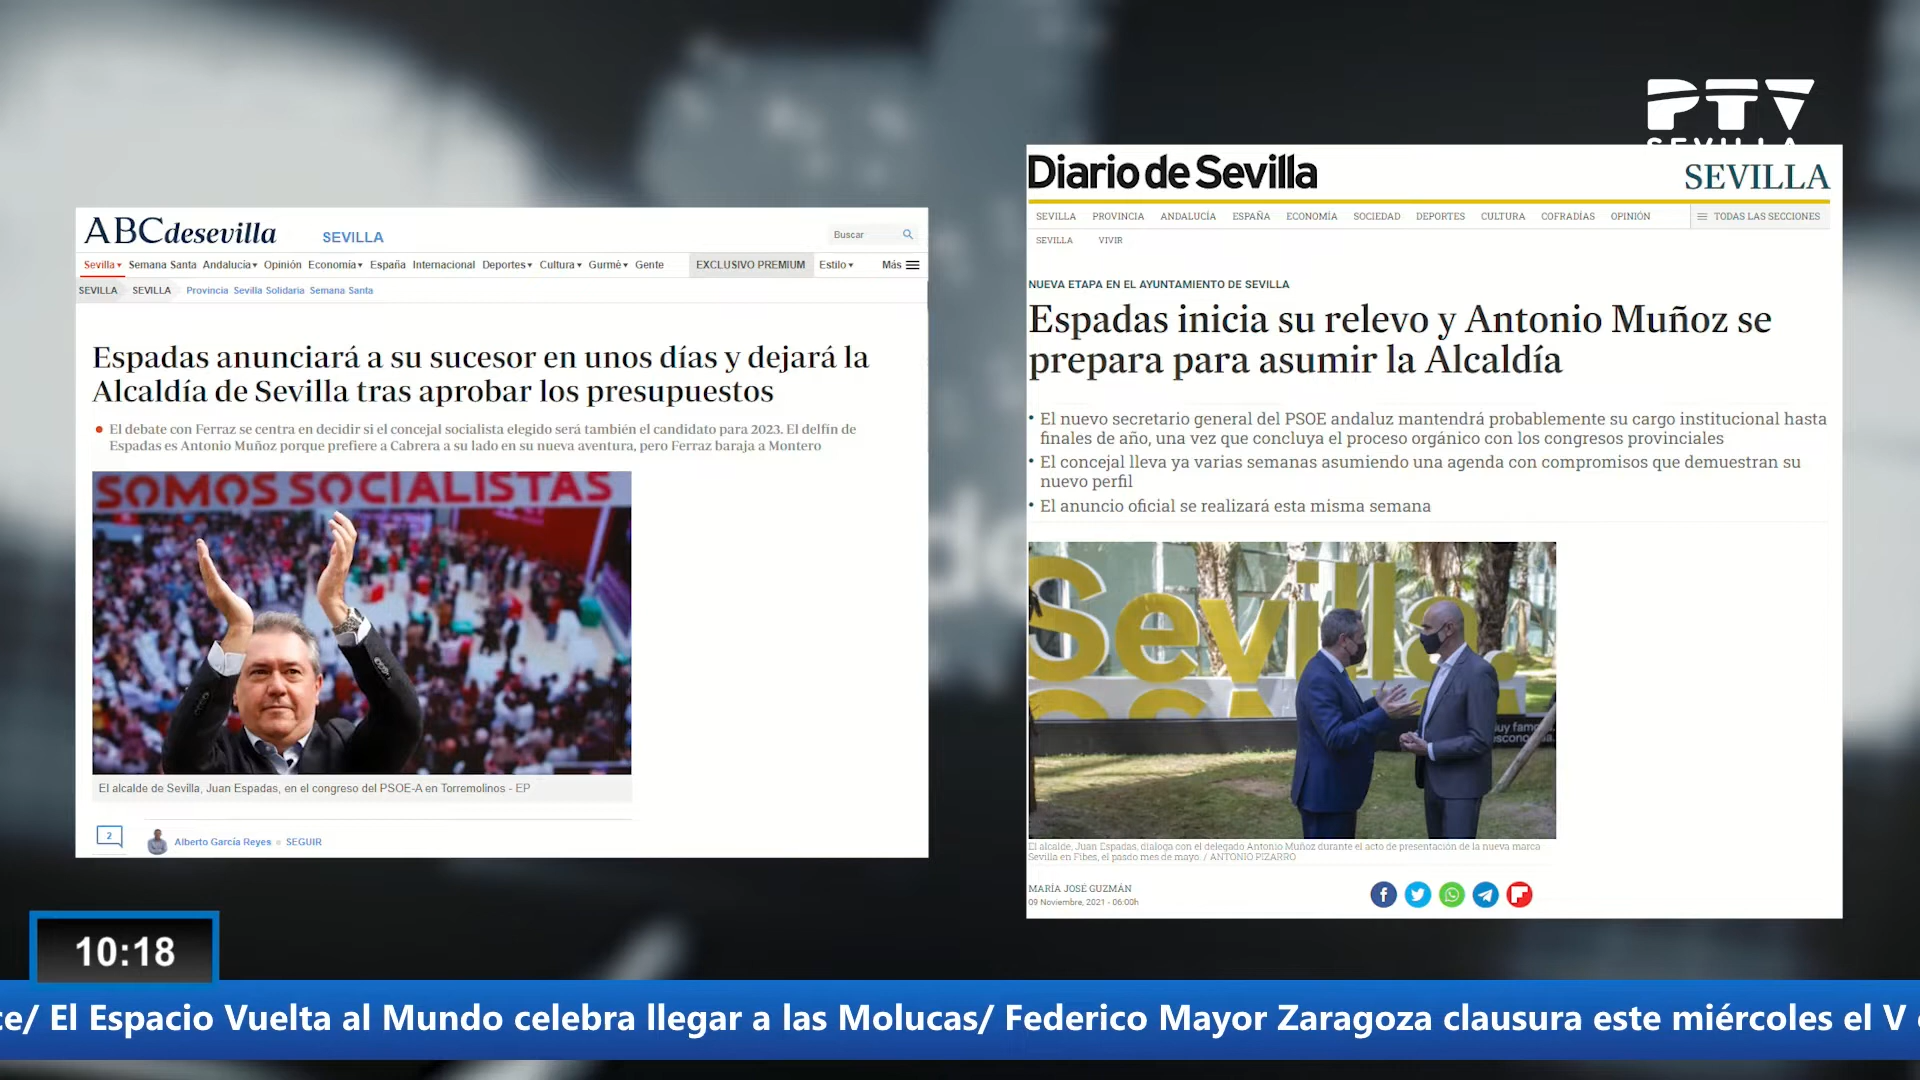 PTV
SEVILLA
ABCdesevilla
SEVILLA
Buscar
Sevilla Semana Santa Andalucía Opinión Economía España Internacional Deportes Cultura Gurmé Gente EXCLUSIVO PREMIUM Estilo Más
SEVILLA SEVILLA Provincia Sevilla Solidaria Semana Santa
Espadas anunciará a su sucesor en unos días y dejará la
Alcaldía de Sevilla tras aprobar los presupuestos
El debate con Ferraz se centra en decidir si el concejal socialista elegido será también el candidato para 2023. El delfín de
Espadas es Antonio Muñoz porque prefiere a Cabrera a su lado en su nueva aventura, pero Ferraz baraja a Montero
SOMOS SOCIALISTAS
El alcalde de Sevilla, Juan Espadas, en el congreso del PSOE-A en Torremolinos - EP
2
Alberto García Reyes SEGUIR
Diario de Sevilla
SEVILLA
SEVILLA PROVINCIA ANDALUCÍA ESPAÑA ECONOMÍA SOCIEDAD DEPORTES CULTURA COFRADÍAS OPINIÓN TODAS LAS SECCIONES
SEVILLA VIVIR
NUEVA ETAPA EN EL AYUNTAMIENTO DE SEVILLA
Espadas inicia su relevo y Antonio Muñoz se
prepara para asumir la Alcaldía
• El nuevo secretario general del PSOE andaluz mantendrá probablemente su cargo institucional hasta
finales de año, una vez que concluya el proceso orgánico con los congresos provinciales
• El concejal lleva ya varias semanas asumiendo una agenda con compromisos que demuestran su
nuevo perfil
• El anuncio oficial se realizará esta misma semana
Sevilla.
El alcalde, Juan Espadas, dialoga con el delegado Antonio Muñoz durante el acto de presentación de la nueva marca
Sevilla en Fibes, el pasdo mes de mayo. / ANTONIO PIZARRO
MARÍA JOSÉ GUZMÁN
09 Noviembre, 2021 - 06:00h
10:18
ce/ El Espacio Vuelta al Mundo celebra llegar a las Molucas/ Federico Mayor Zaragoza clausura este miércoles el V